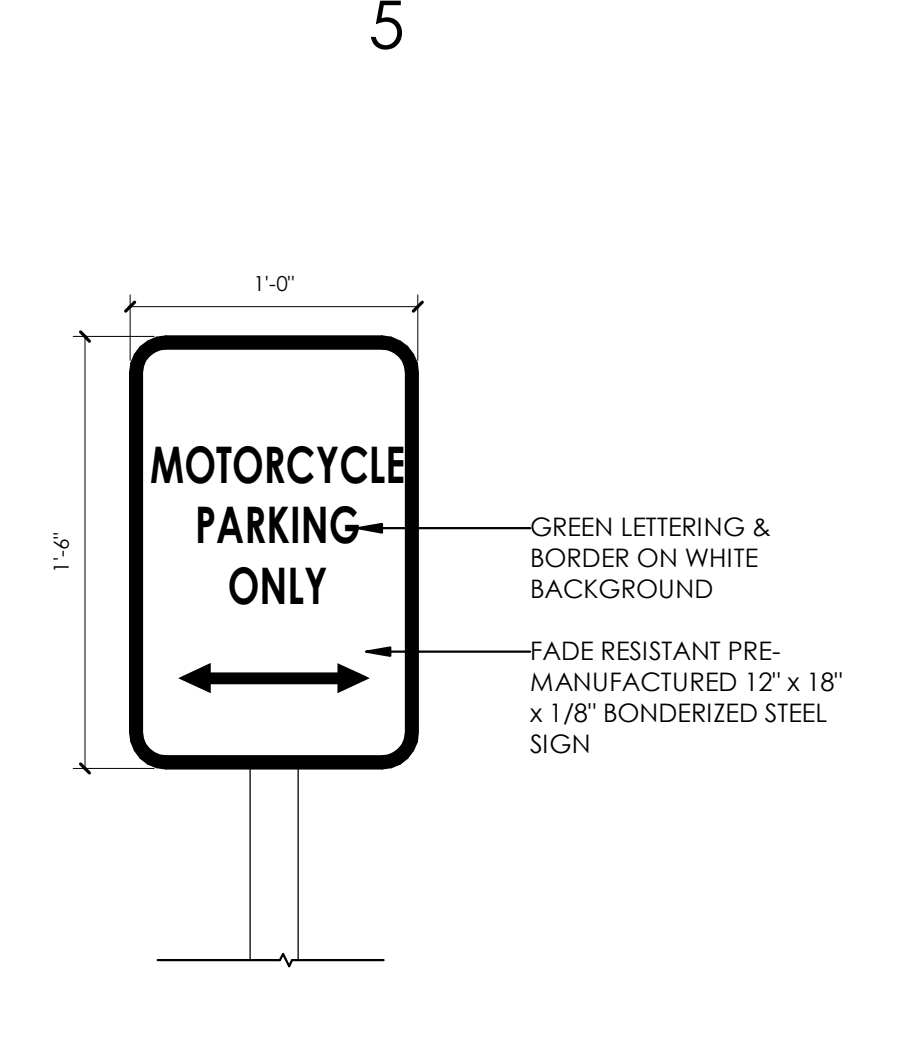 5
1'-0"
1'-6"
MOTORCYCLE
PARKING
ONLY
GREEN LETTERING &
BORDER ON WHITE
BACKGROUND
FADE RESISTANT PRE-
MANUFACTURED 12" x 18"
x 1/8" BONDERIZED STEEL
SIGN